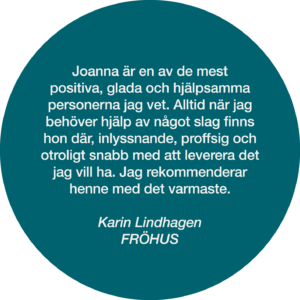 Joanna är en av de mest
positiva, glada och hjälpsamma
personerna jag vet. Alltid när jag
behöver hjälp av något slag finns
hon där, inlyssnande, proffsig och
otroligt snabb med att leverera det
jag vill ha. Jag rekommenderar
henne med det varmaste.
Karin Lindhagen
FRÖHUS